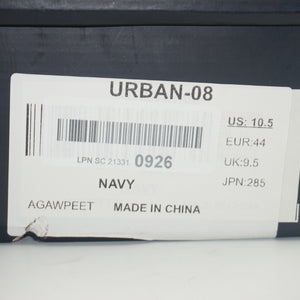 URBAN-08
US: 10.5
EUR:44
LPN SC 21331 0926
UK:9.5
NAVY
JPN:285
AGAWPEET MADE IN CHINA